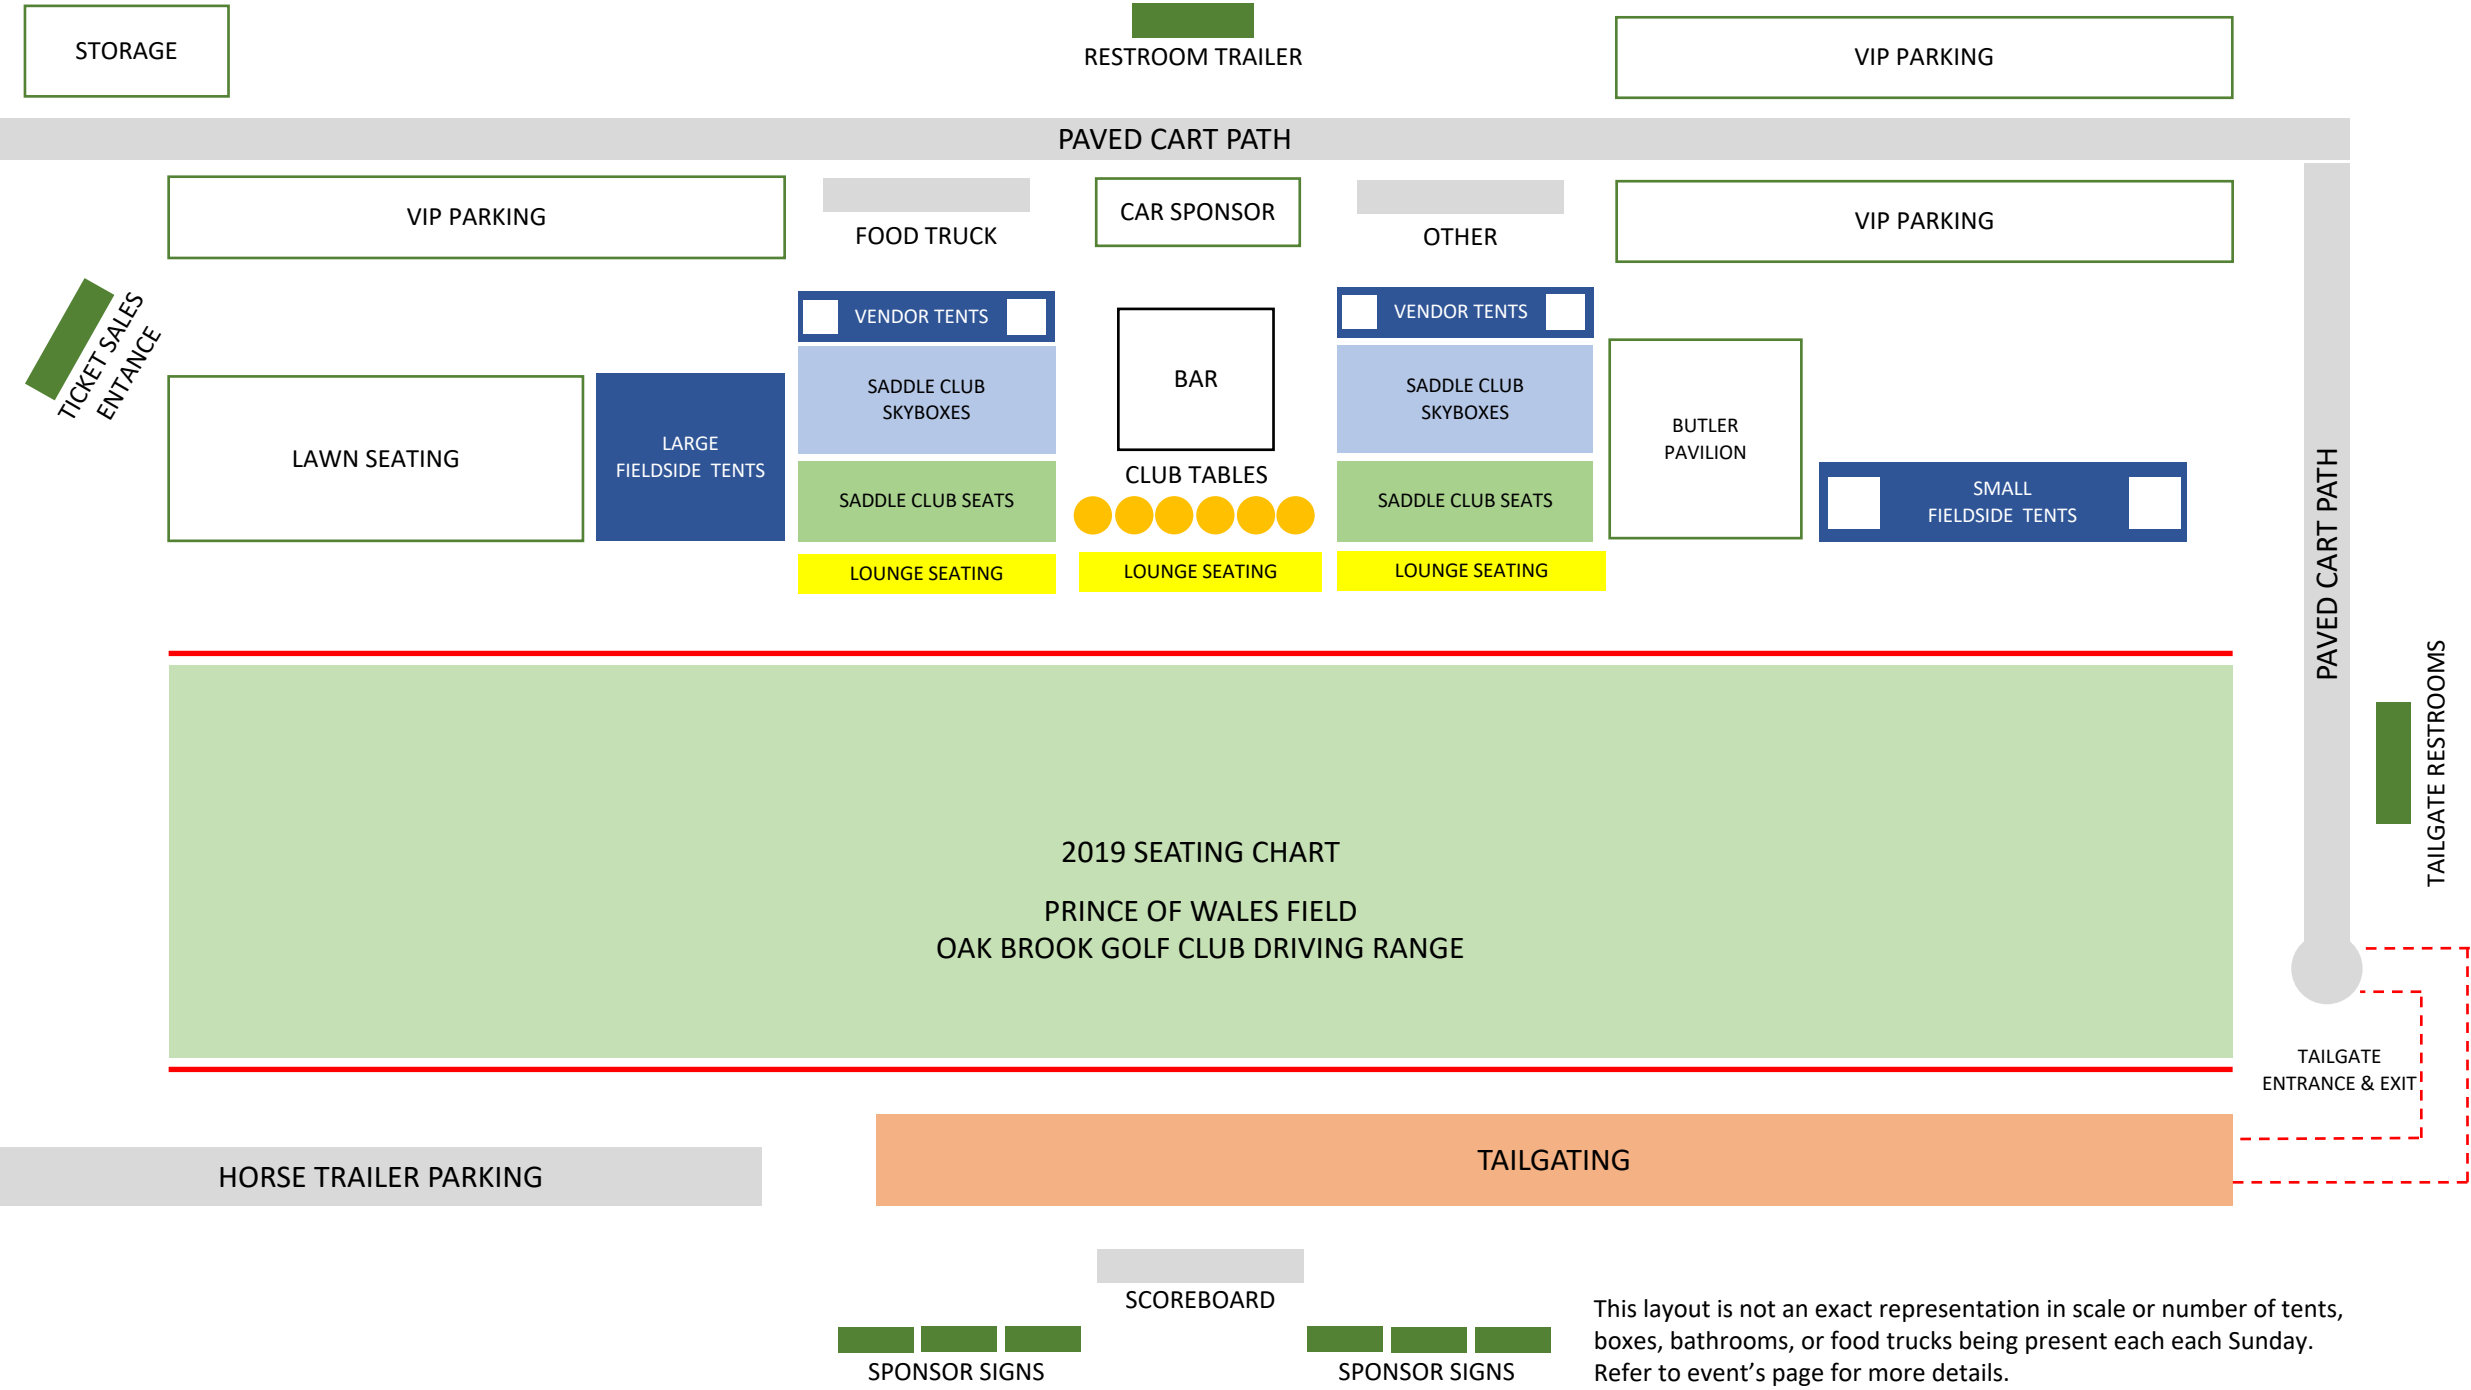 STORAGE
RESTROOM TRAILER
VIP PARKING
PAVED CART PATH
VIP PARKING
FOOD TRUCK
CAR SPONSOR
OTHER
VIP PARKING
TICKET SALES
ENTANCE
VENDOR TENTS
VENDOR TENTS
SADDLE CLUB
SKYBOXES
BAR
SADDLE CLUB
SKYBOXES
BUTLER
PAVILION
LAWN SEATING
LARGE
FIELDSIDE TENTS
CLUB TABLES
SADDLE CLUB SEATS
SADDLE CLUB SEATS
SMALL
FIELDSIDE TENTS
LOUNGE SEATING
LOUNGE SEATING
LOUNGE SEATING
PAVED CART PATH
TAILGATE RESTROOMS
2019 SEATING CHART
PRINCE OF WALES FIELD
OAK BROOK GOLF CLUB DRIVING RANGE
TAILGATE
ENTRANCE & EXIT
HORSE TRAILER PARKING
TAILGATING
SCOREBOARD
SPONSOR SIGNS
SPONSOR SIGNS
This layout is not an exact representation in scale or number of tents,
boxes, bathrooms, or food trucks being present each each Sunday.
Refer to event’s page for more details.